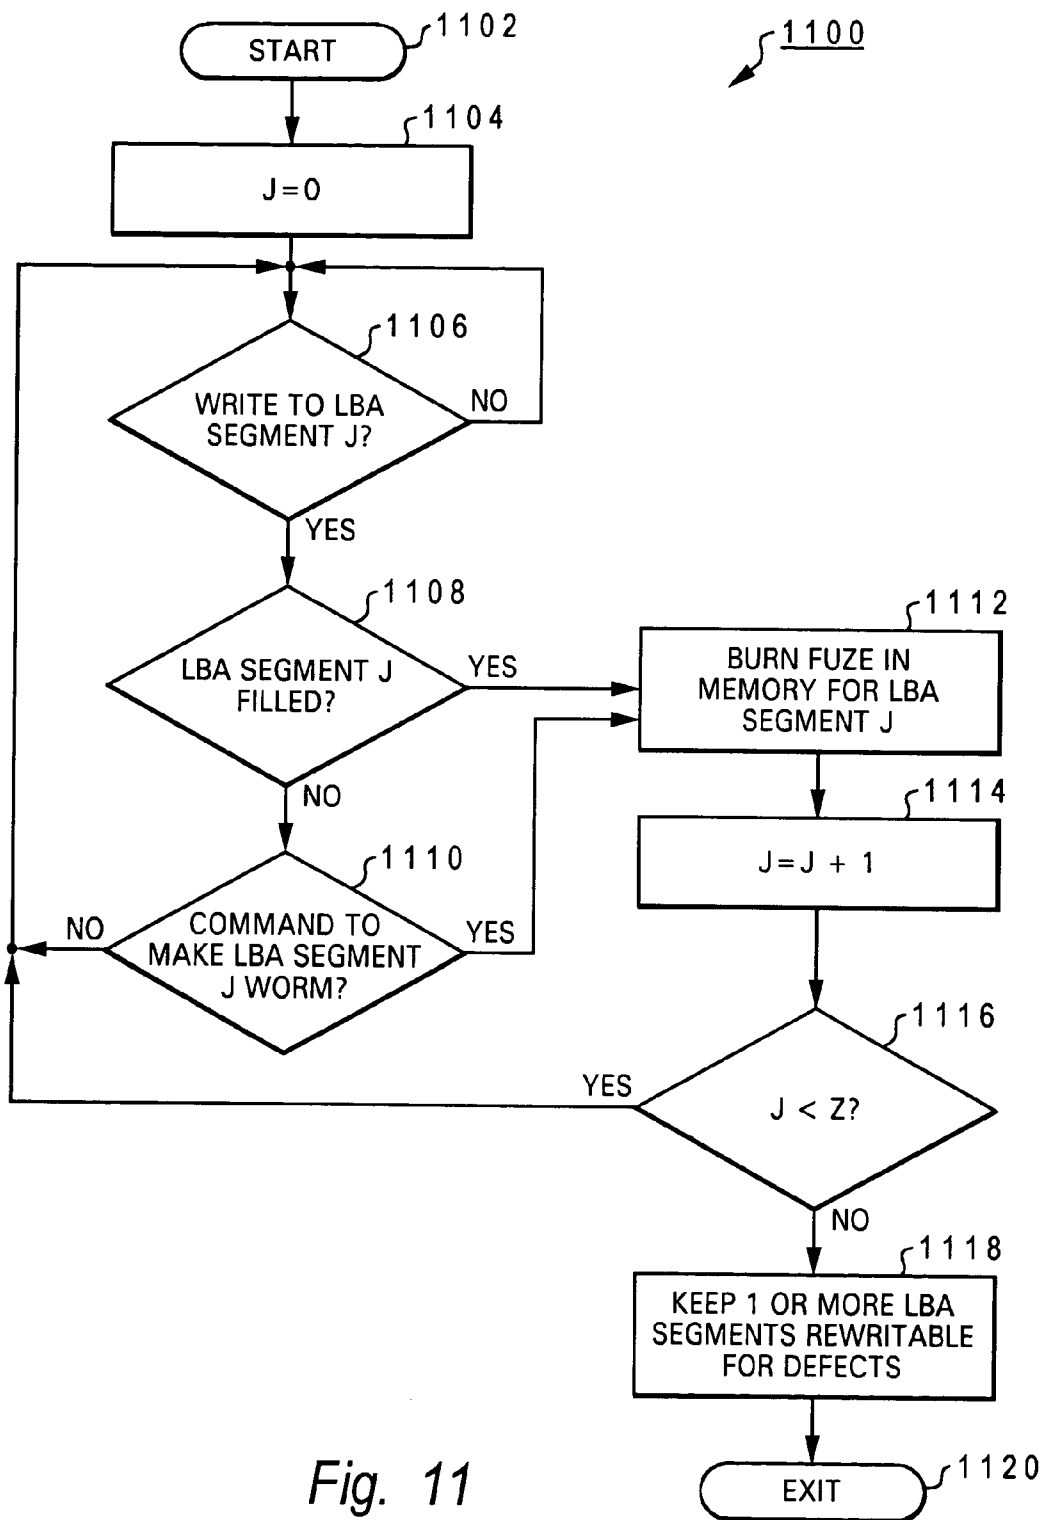 START
1102
1100
1104
J=0
1106
WRITE TO LBA
SEGMENT J?
NO
YES
1108
LBA SEGMENT J
FILLED?
YES
NO
1112
BURN FUZE IN
MEMORY FOR LBA
SEGMENT J
1114
J=J + 1
1110
COMMAND TO
MAKE LBA SEGMENT
J WORM?
NO
YES
1116
J < Z?
YES
NO
1118
KEEP 1 OR MORE LBA
SEGMENTS REWRITABLE
FOR DEFECTS
1120
EXIT
Fig. 11